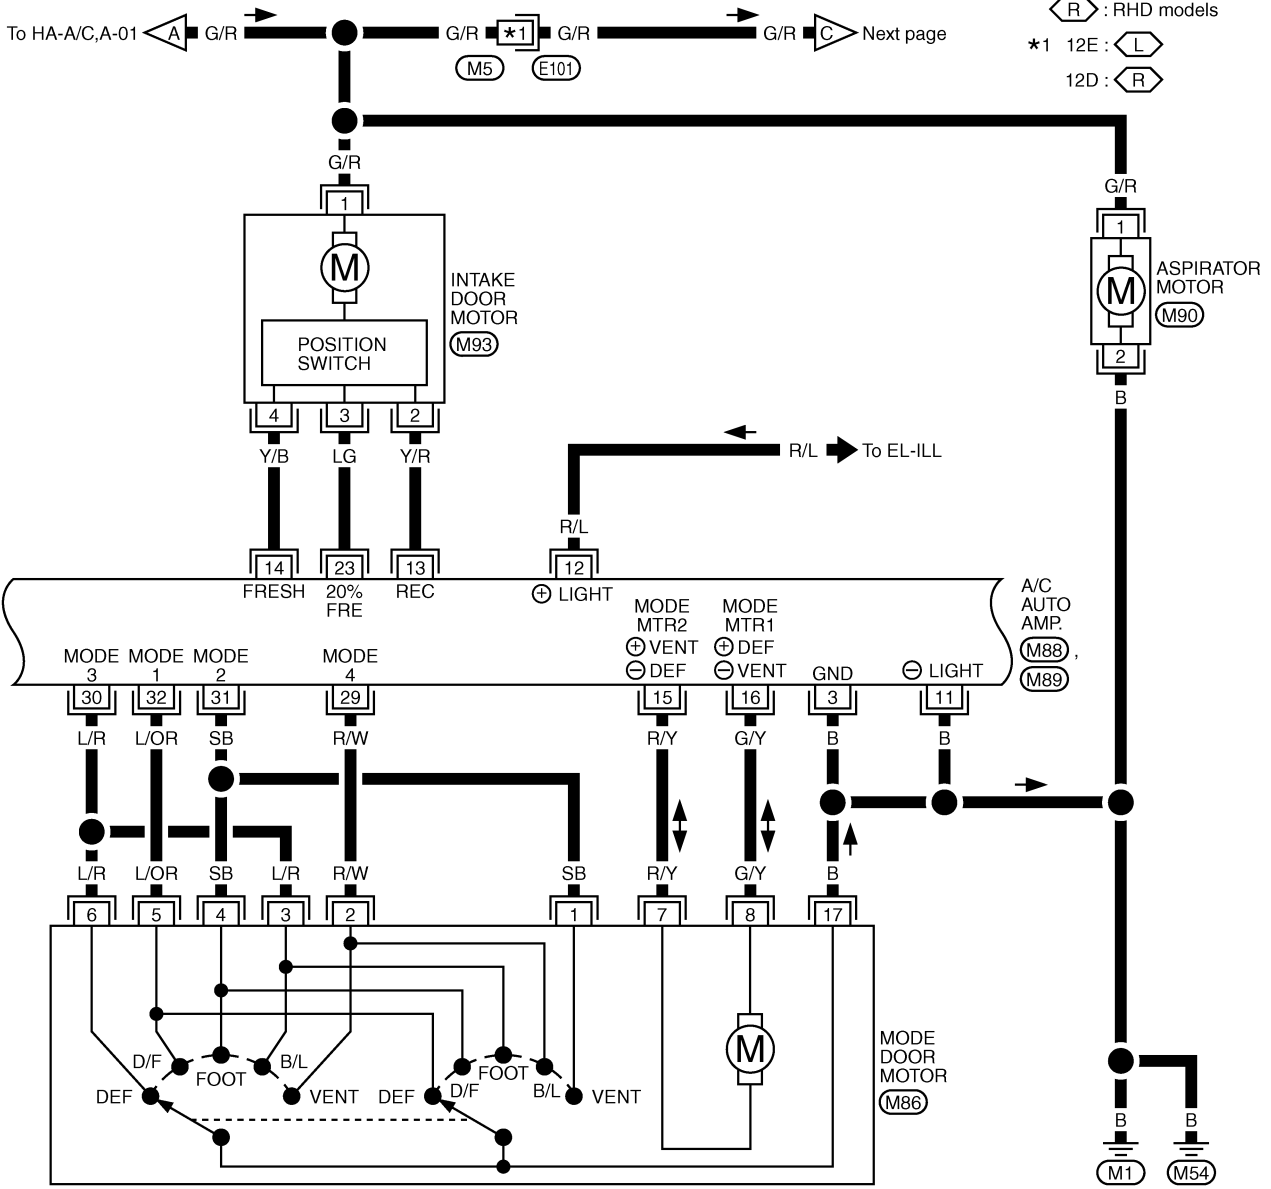 R : RHD models
To HA-A/C,A-01 A G/R G/R *1 G/R G/R C Next page
*1 12E : L
M5 E101
12D : R
G/R
G/R
1
1
M
M
INTAKE
DOOR
MOTOR
M93
ASPIRATOR
MOTOR
M90
POSITION
SWITCH
2
B
4 3 2
Y/B LG Y/R
R/L To EL-ILL
R/L
14 23 13 12
FRESH 20%
FRE REC + LIGHT
A/C
AUTO
AMP.
M88 ,
M89
MODE
MTR2
+ VENT
− DEF
MODE
MTR1
+ DEF
− VENT
MODE
3
MODE
1
MODE
2
MODE
4
GND − LIGHT
30 32 31 29 15 16 3 11
L/R L/OR SB R/W R/Y G/Y B B
L/R L/OR SB L/R R/W SB R/Y G/Y B
6 5 4 3 2 1 7 8 17
M
MODE
DOOR
MOTOR
M86
D/F FOOT B/L
DEF VENT
D/F FOOT B/L
DEF VENT
B B
M1 M54